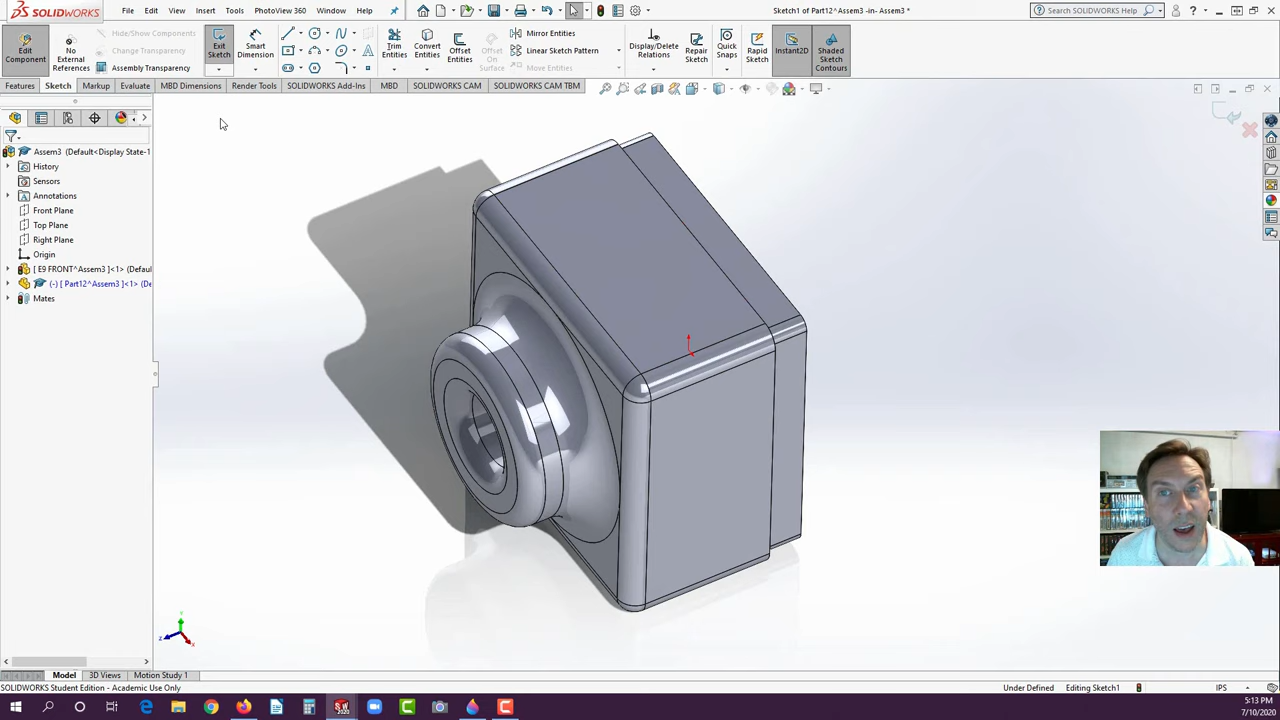 SOLIDWORKS
File Edit View Insert Tools PhotoView 360 Window Help
Sketch1 of Part12^Assem3 -in- Assem3 *
Search SOLIDWORKS Help
Edit Component
No External References
Hide/Show Components
Change Transparency
Assembly Transparency
Exit Sketch
Smart Dimension
Trim Entities
Convert Entities
Offset Entities
Offset On Surface
Mirror Entities
Linear Sketch Pattern
Move Entities
Display/Delete Relations
Repair Sketch
Quick Snaps
Rapid Sketch
Instant2D
Shaded Sketch Contours
Features Sketch Markup Evaluate MBD Dimensions Render Tools SOLIDWORKS Add-Ins MBD SOLIDWORKS CAM SOLIDWORKS CAM TBM
Assem3 (Default<Display State-1
History
Sensors
Annotations
Front Plane
Top Plane
Right Plane
Origin
[ E9 FRONT^Assem3 ]<1> (Defaul
(-) [ Part12^Assem3 ]<1> (De
Mates
Model 3D Views Motion Study 1
SOLIDWORKS Student Edition - Academic Use Only
Under Defined Editing Sketch1 IPS
5:13 PM
7/10/2020